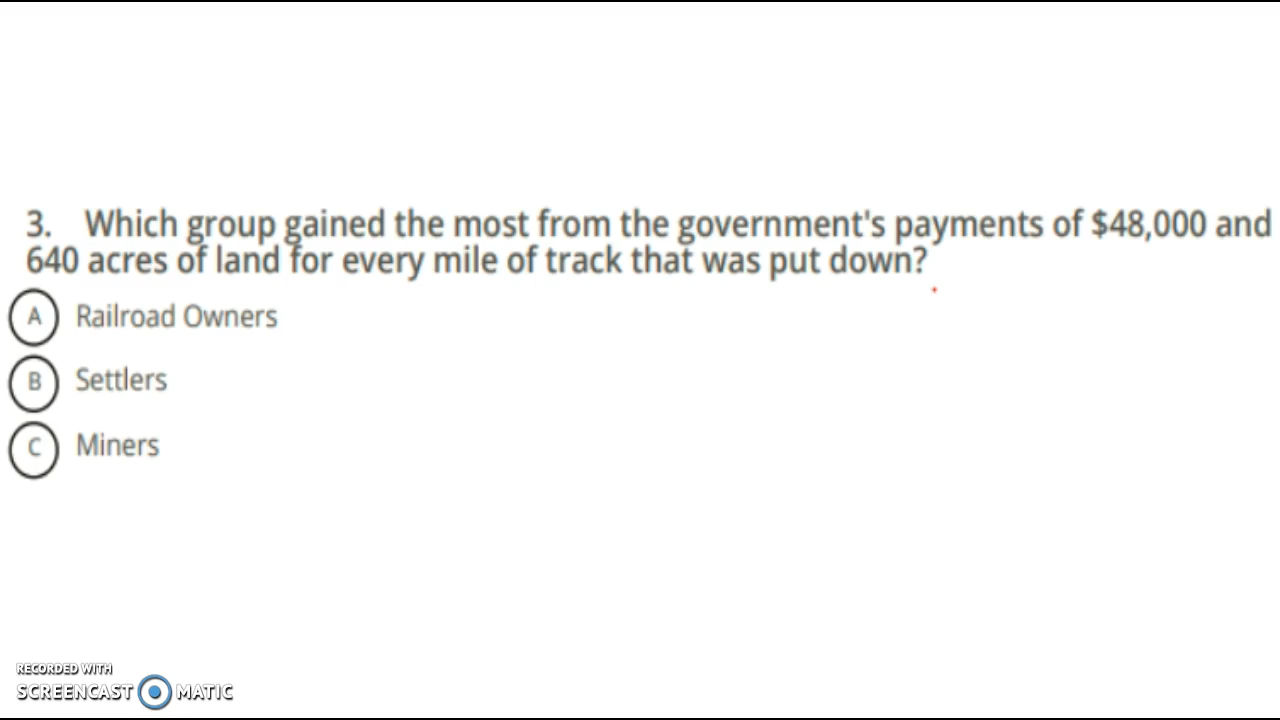 3. Which group gained the most from the government's payments of $48,000 and
640 acres of land for every mile of track that was put down?
A Railroad Owners
B Settlers
C Miners
RECORDED WITH
SCREENCAST MATIC